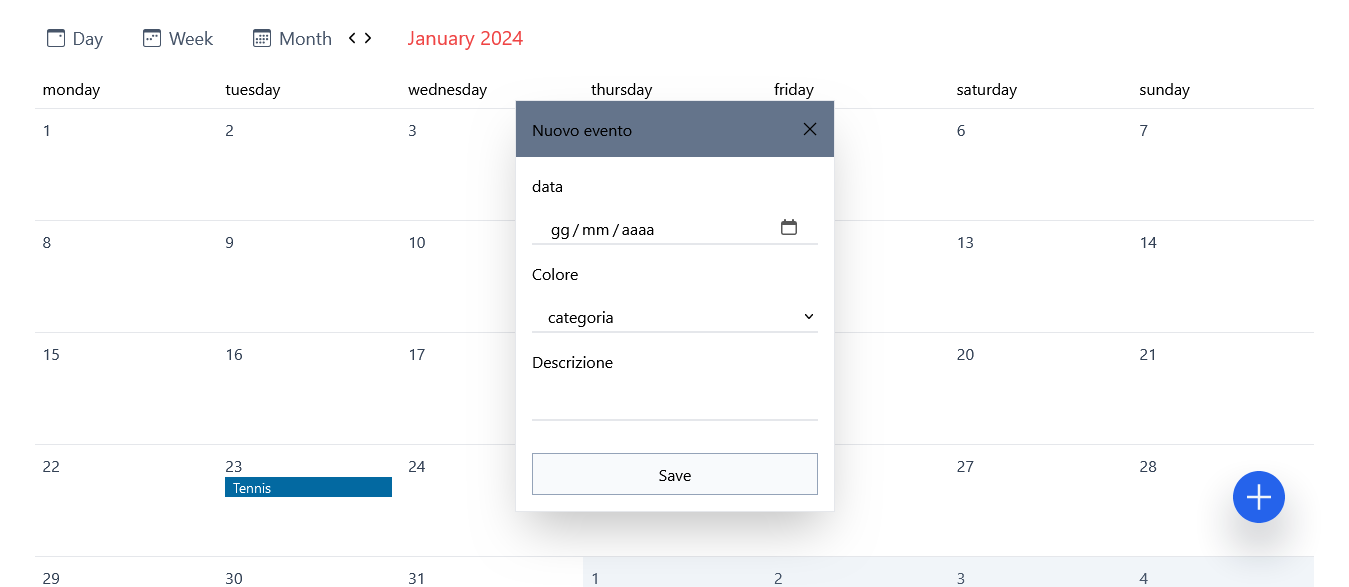 Day Week Month < > January 2024
monday tuesday wednesday thursday friday saturday sunday
1 2 3 6 7
Nuovo evento
data
gg/mm/aaaa
Colore
categoria
Descrizione
Save
8 9 10 13 14
15 16 17 20 21
22 23 24 27 28
Tennis
29 30 31 1 2 3 4